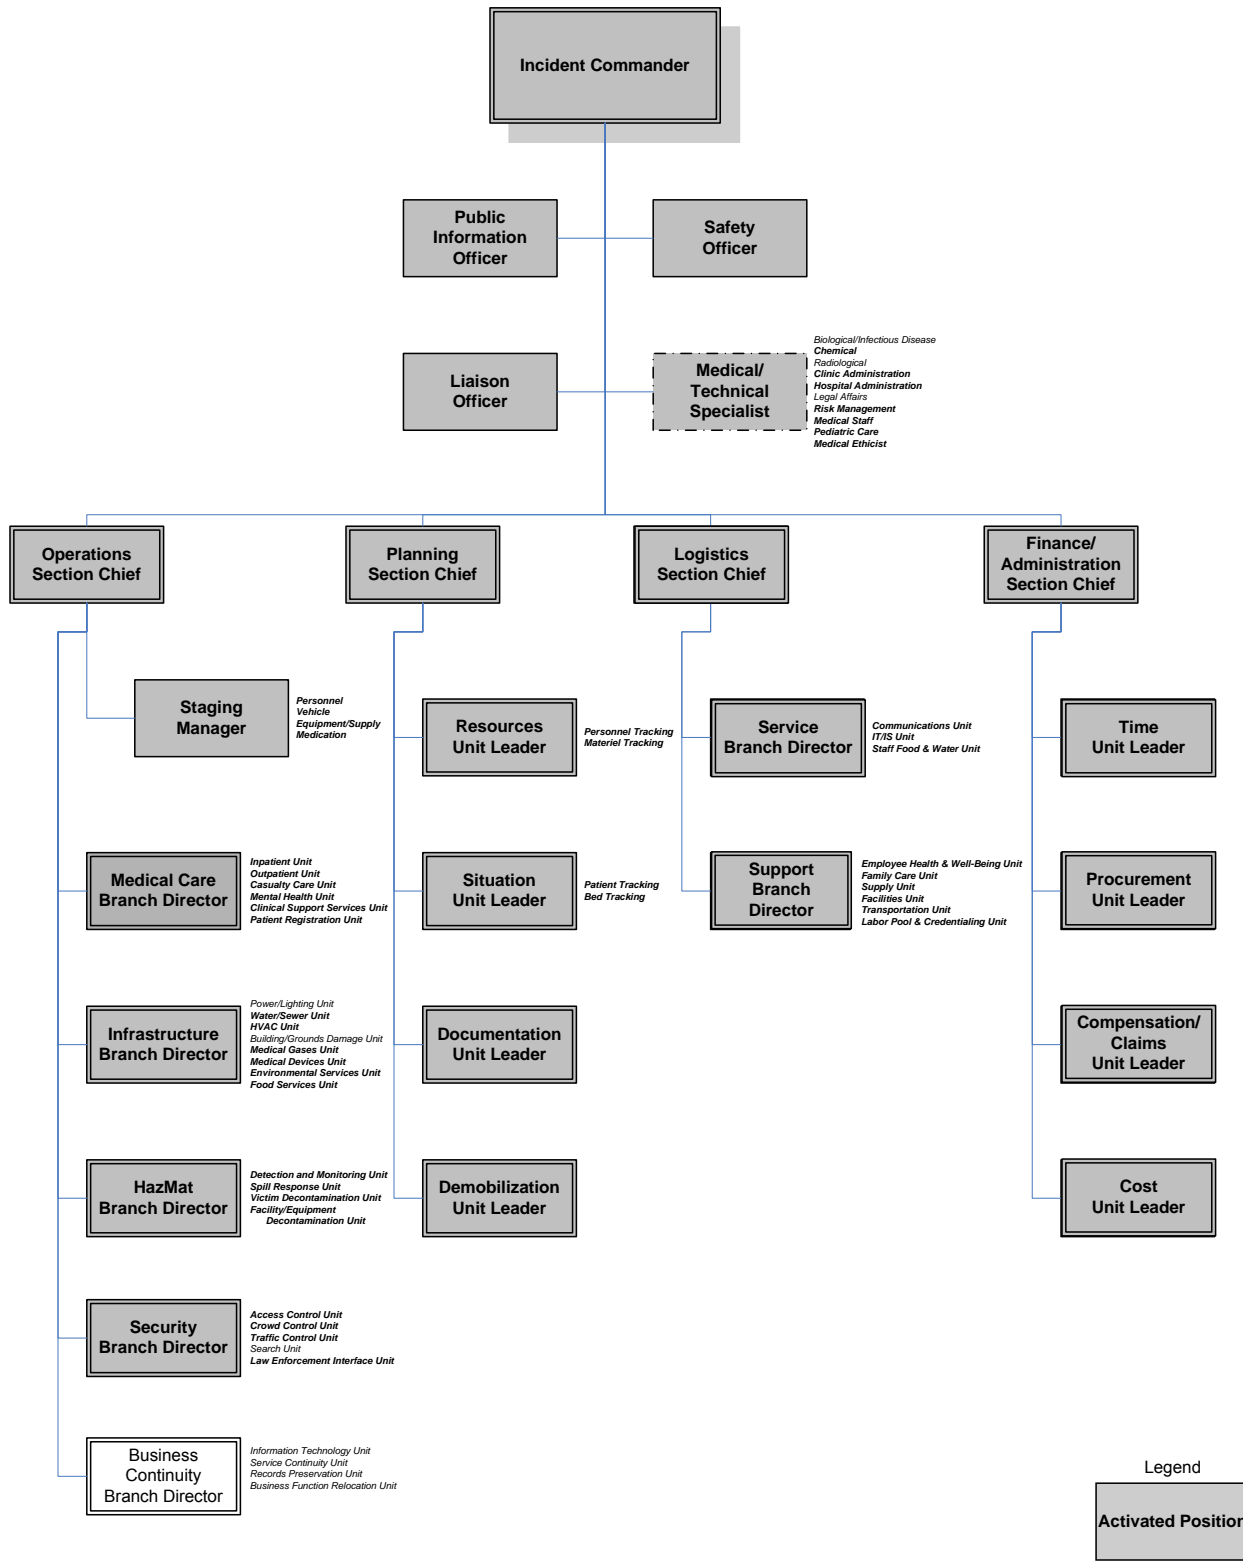 Incident Commander
Public
Information
Officer
Safety
Officer
Liaison
Officer
Medical/
Technical
Specialist
Biological/Infectious Disease
Chemical
Radiological
Clinic Administration
Hospital Administration
Legal Affairs
Risk Management
Medical Staff
Pediatric Care
Medical Ethicist
Operations
Section Chief
Planning
Section Chief
Logistics
Section Chief
Finance/
Administration
Section Chief
Staging
Manager
Personnel
Vehicle
Equipment/Supply
Medication
Resources
Unit Leader
Personnel Tracking
Materiel Tracking
Service
Branch Director
Communications Unit
IT/IS Unit
Staff Food & Water Unit
Time
Unit Leader
Medical Care
Branch Director
Inpatient Unit
Outpatient Unit
Casualty Care Unit
Mental Health Unit
Clinical Support Services Unit
Patient Registration Unit
Situation
Unit Leader
Patient Tracking
Bed Tracking
Support
Branch
Director
Employee Health & Well-Being Unit
Family Care Unit
Supply Unit
Facilities Unit
Transportation Unit
Labor Pool & Credentialing Unit
Procurement
Unit Leader
Infrastructure
Branch Director
Power/Lighting Unit
Water/Sewer Unit
HVAC Unit
Building/Grounds Damage Unit
Medical Gases Unit
Medical Devices Unit
Environmental Services Unit
Food Services Unit
Documentation
Unit Leader
Compensation/
Claims
Unit Leader
HazMat
Branch Director
Detection and Monitoring Unit
Spill Response Unit
Victim Decontamination Unit
Facility/Equipment
Decontamination Unit
Demobilization
Unit Leader
Cost
Unit Leader
Security
Branch Director
Access Control Unit
Crowd Control Unit
Traffic Control Unit
Search Unit
Law Enforcement Interface Unit
Business
Continuity
Branch Director
Information Technology Unit
Service Continuity Unit
Records Preservation Unit
Business Function Relocation Unit
Legend
Activated Position